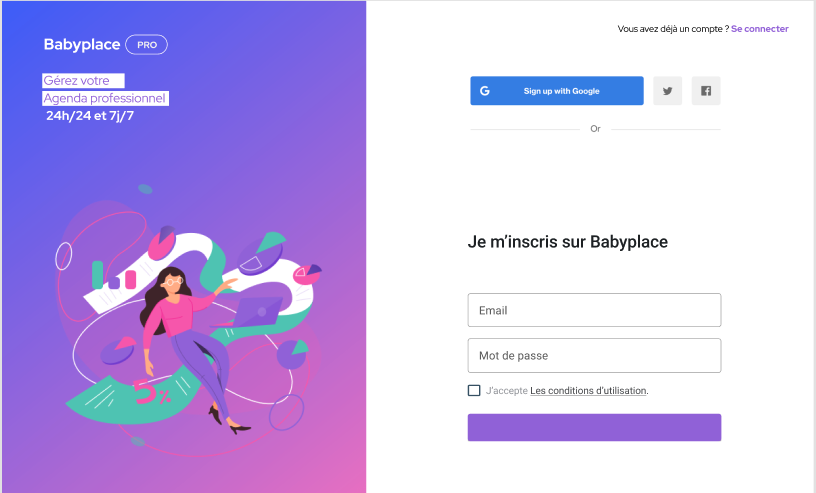 Babyplace PRO
Gérez votre
Agenda professionnel
24h/24 et 7j/7
5%
Vous avez déjà un compte ? Se connecter
Sign up with Google
Or
Je m’inscris sur Babyplace
Email
Mot de passe
J’accepte Les conditions d’utilisation.